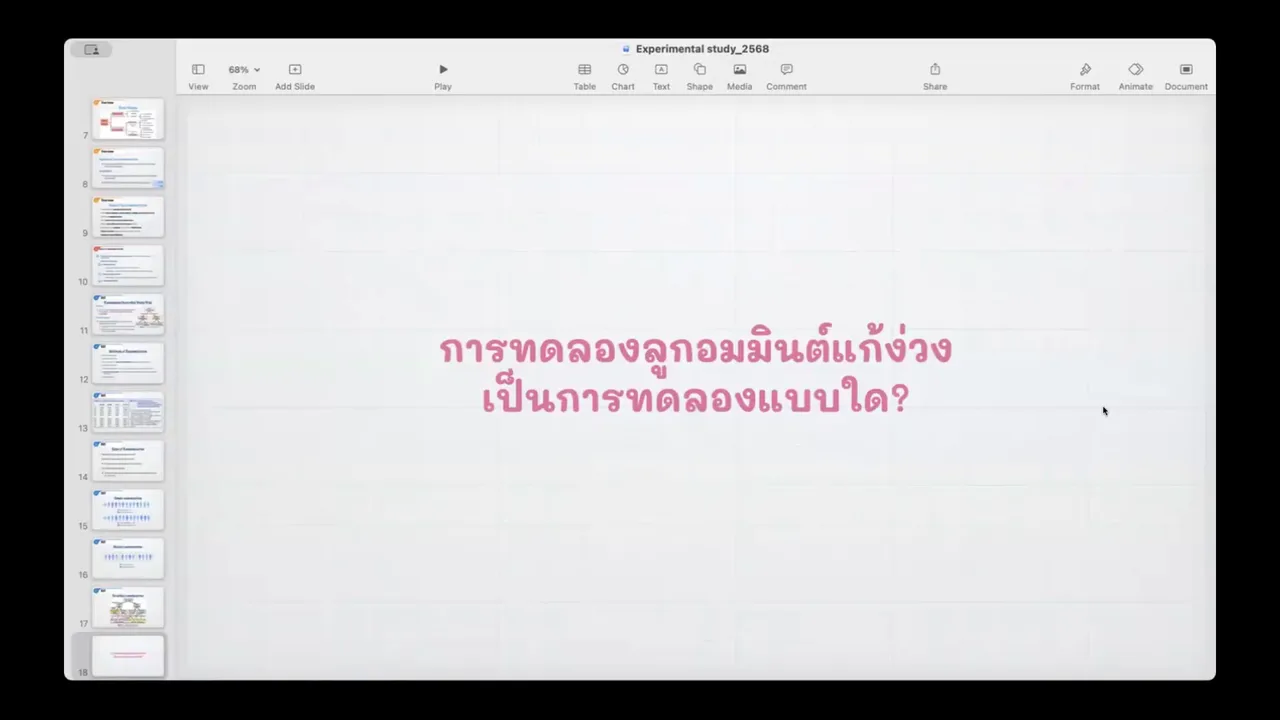 Experimental study_2568
68%
View
Zoom
Add Slide
Play
Table
Chart
Text
Shape
Media
Comment
Share
Format
Animate
Document
7
8
9
10
11
12
13
14
15
16
17
18
การทดลองลูกอมมินต์แก้ง่วง
เป็นการทดลองแบบใด?